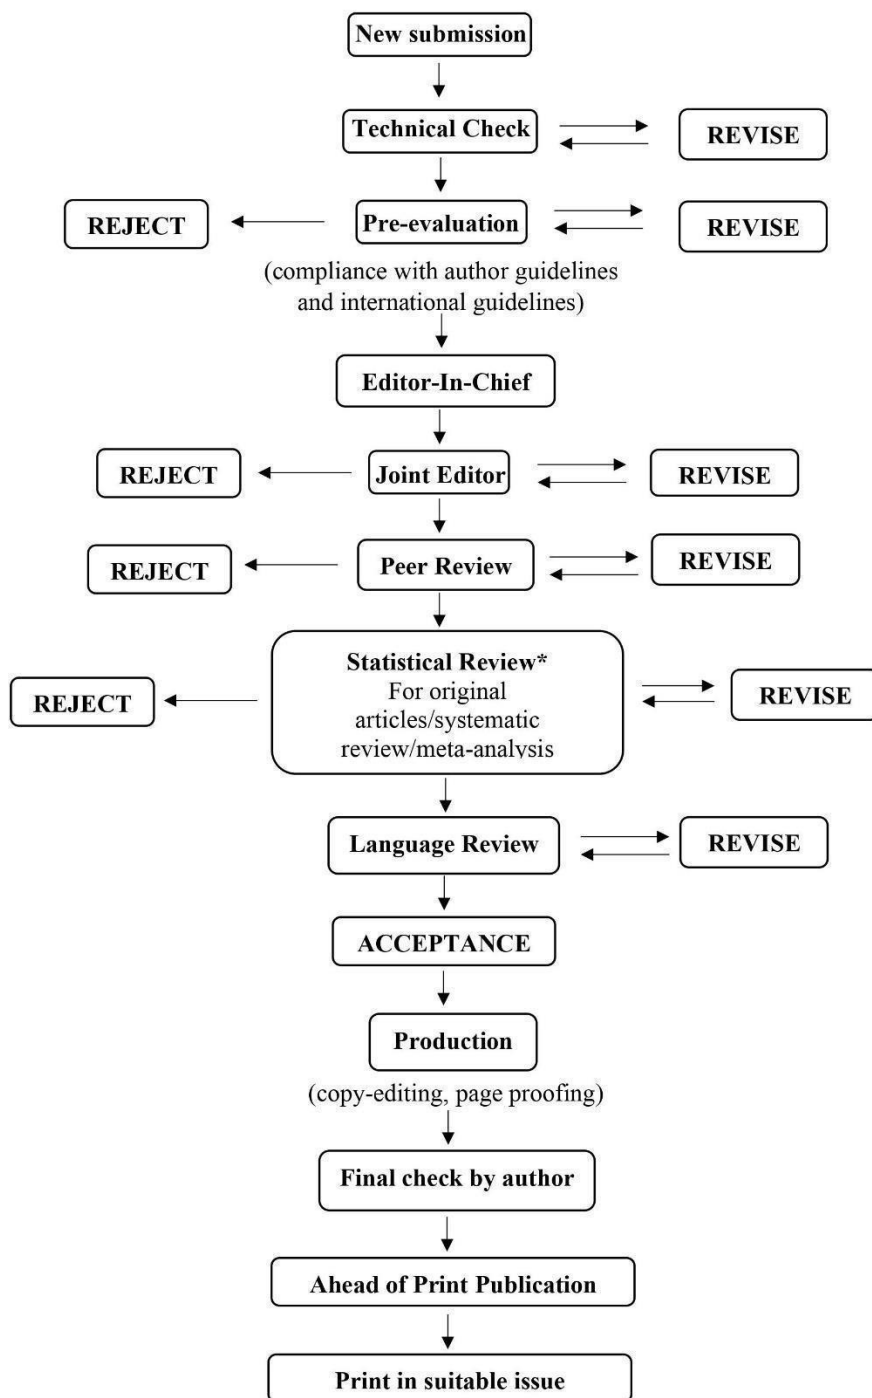 New submission
Technical Check
REVISE
REJECT
Pre-evaluation
REVISE
(compliance with author guidelines
and international guidelines)
Editor-In-Chief
REJECT
Joint Editor
REVISE
REJECT
Peer Review
REVISE
REJECT
Statistical Review*
For original
articles/systematic
review/meta-analysis
REVISE
Language Review
REVISE
ACCEPTANCE
Production
(copy-editing, page proofing)
Final check by author
Ahead of Print Publication
Print in suitable issue